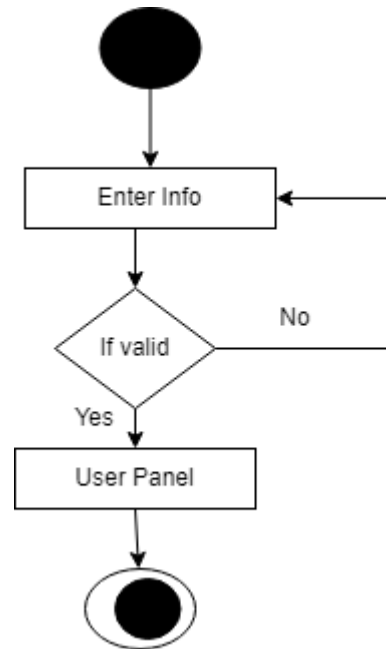 Enter Info
If valid
No
Yes
User Panel